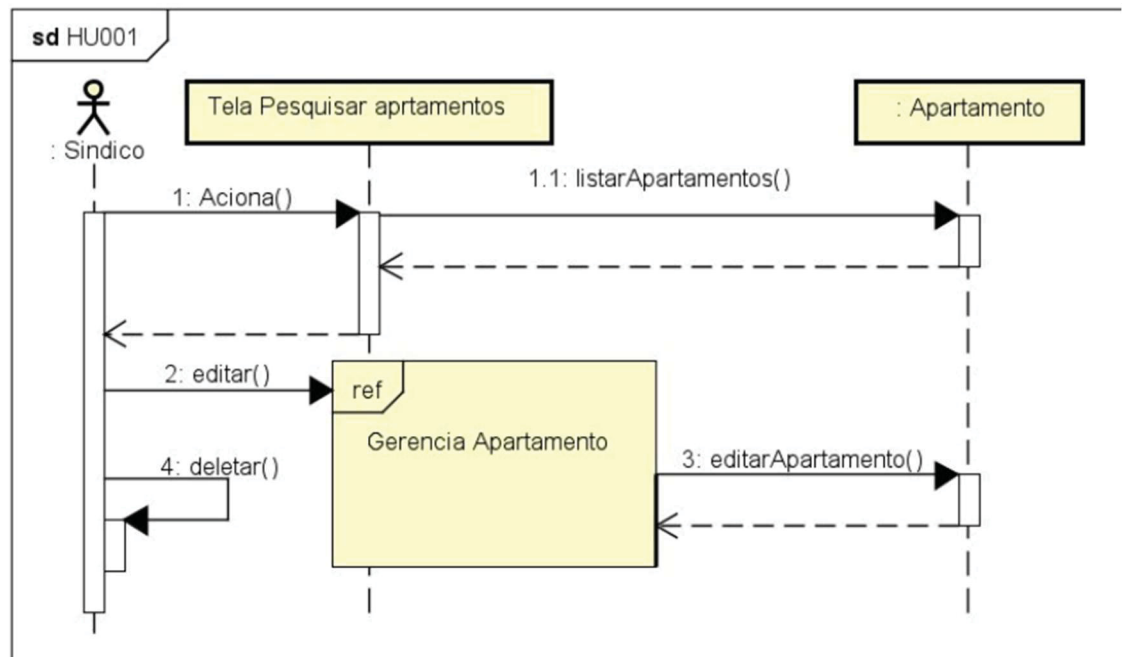 sd HU001
: Sindico
Tela Pesquisar aprtamentos
: Apartamento
1: Aciona()
1.1: listarApartamentos()
2: editar()
ref
Gerencia Apartamento
3: editarApartamento()
4: deletar()